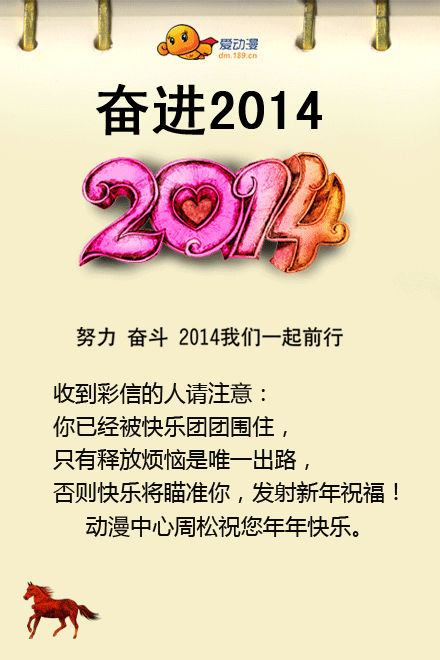 爱动漫
dm.189.cn
奋进2014
2014
努力 奋斗 2014我们一起前行
收到彩信的人请注意：
你已经被快乐团团围住，
只有释放烦恼是唯一出路，
否则快乐将瞄准你，发射新年祝福！
动漫中心周松祝您年年快乐。